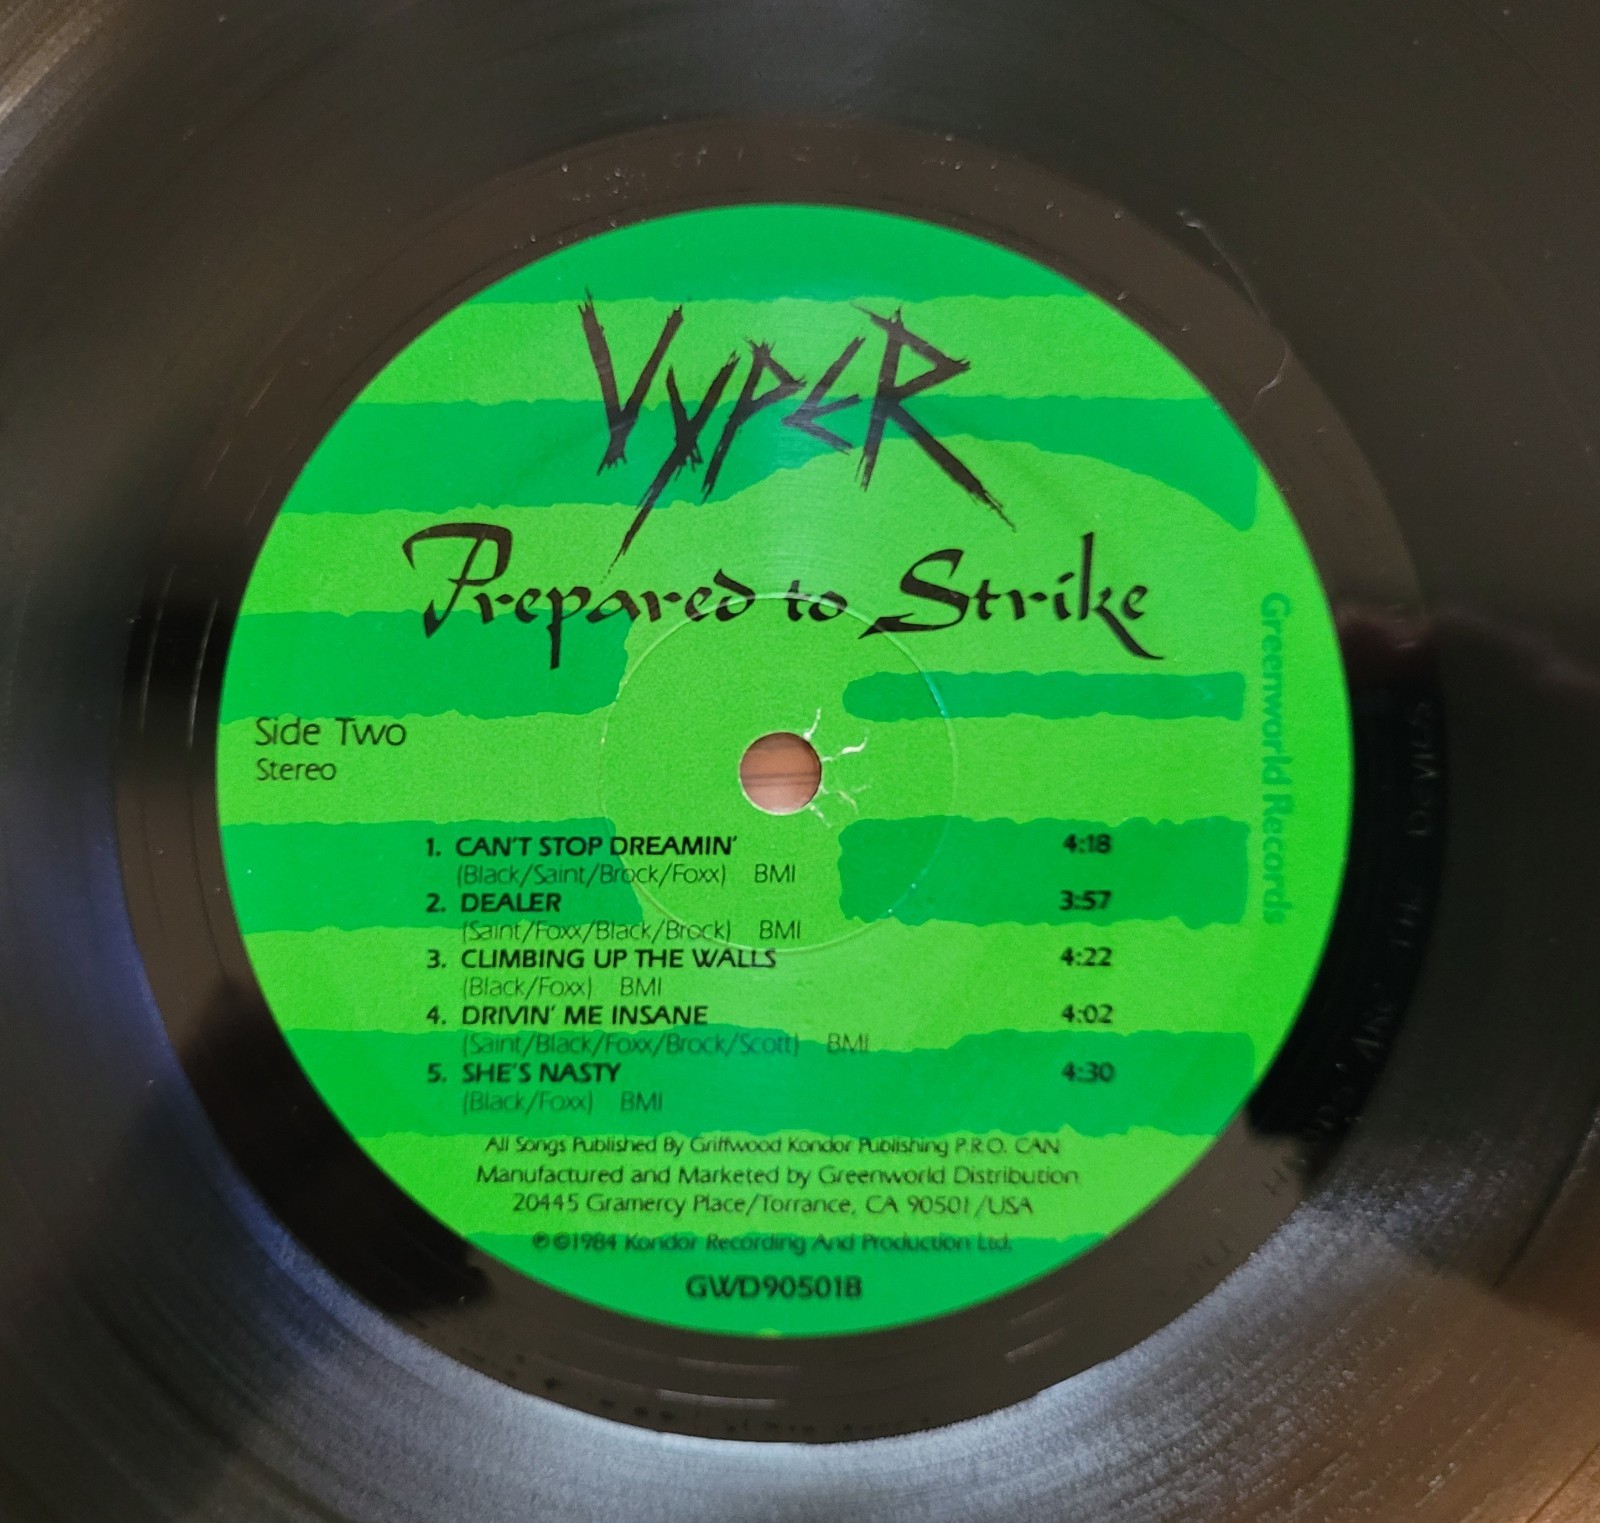 VYPER
Prepared to Strike
Greenworld Records
Side Two
Stereo
1. CAN'T STOP DREAMIN' 4:18
(Black/Saint/Brock/Foxx) BMI
2. DEALER 3:57
(Saint/Foxx/Black/Brock) BMI
3. CLIMBING UP THE WALLS 4:22
(Black/Foxx) BMI
4. DRIVIN' ME INSANE 4:02
(Saint/Black/Foxx/Brock/Scott) BMI
5. SHE'S NASTY 4:30
(Black/Foxx) BMI
All Songs Published By Griffwood Kondor Publishing P.R.O. CAN
Manufactured and Marketed by Greenworld Distribution
20445 Gramercy Place/Torrance, CA 90501/USA
℗©1984 Kondor Recording And Production Ltd.
GWD90501B